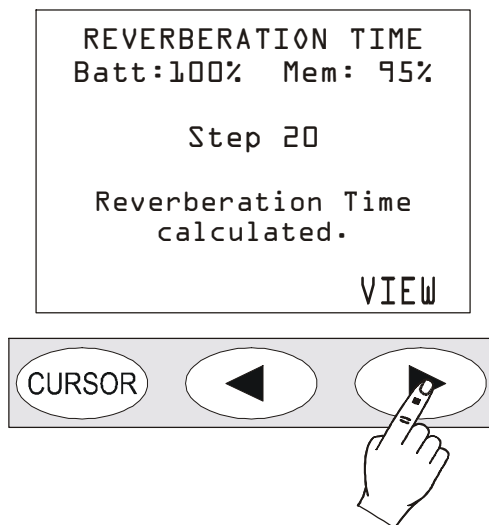 REVERBERATION TIME
Batt:100% Mem: 95%
Step 20
Reverberation Time
calculated.
VIEW
CURSOR